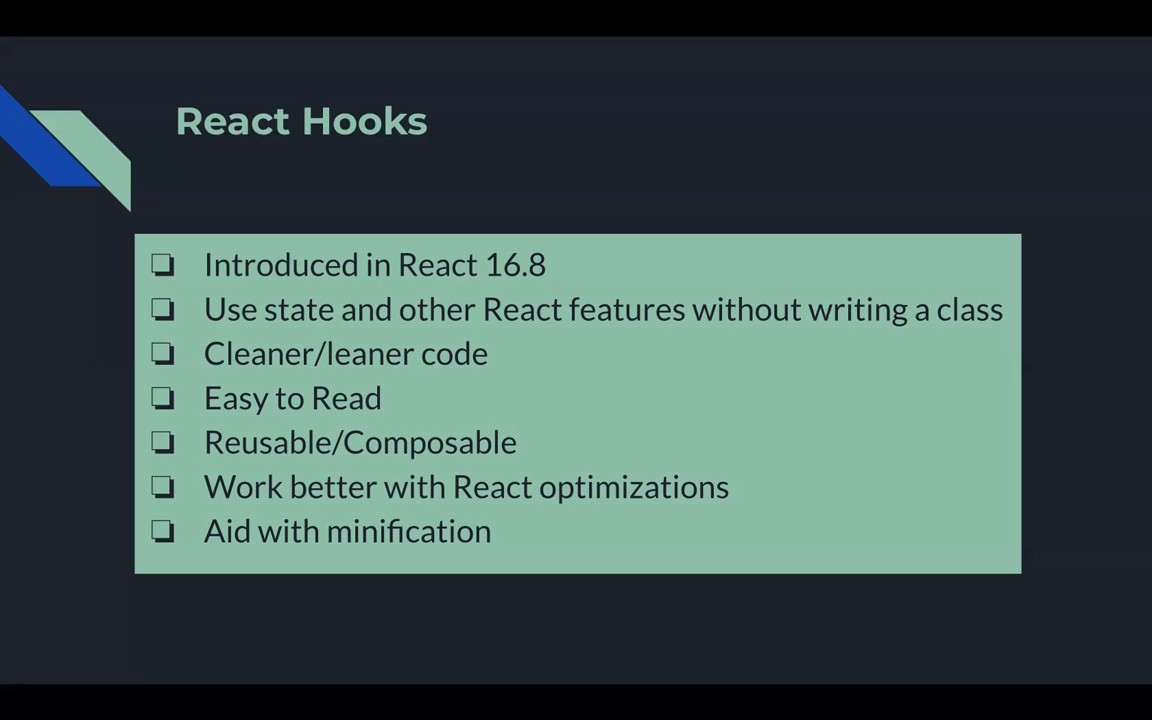 React Hooks
❏ Introduced in React 16.8
❏ Use state and other React features without writing a class
❏ Cleaner/leaner code
❏ Easy to Read
❏ Reusable/Composable
❏ Work better with React optimizations
❏ Aid with minification